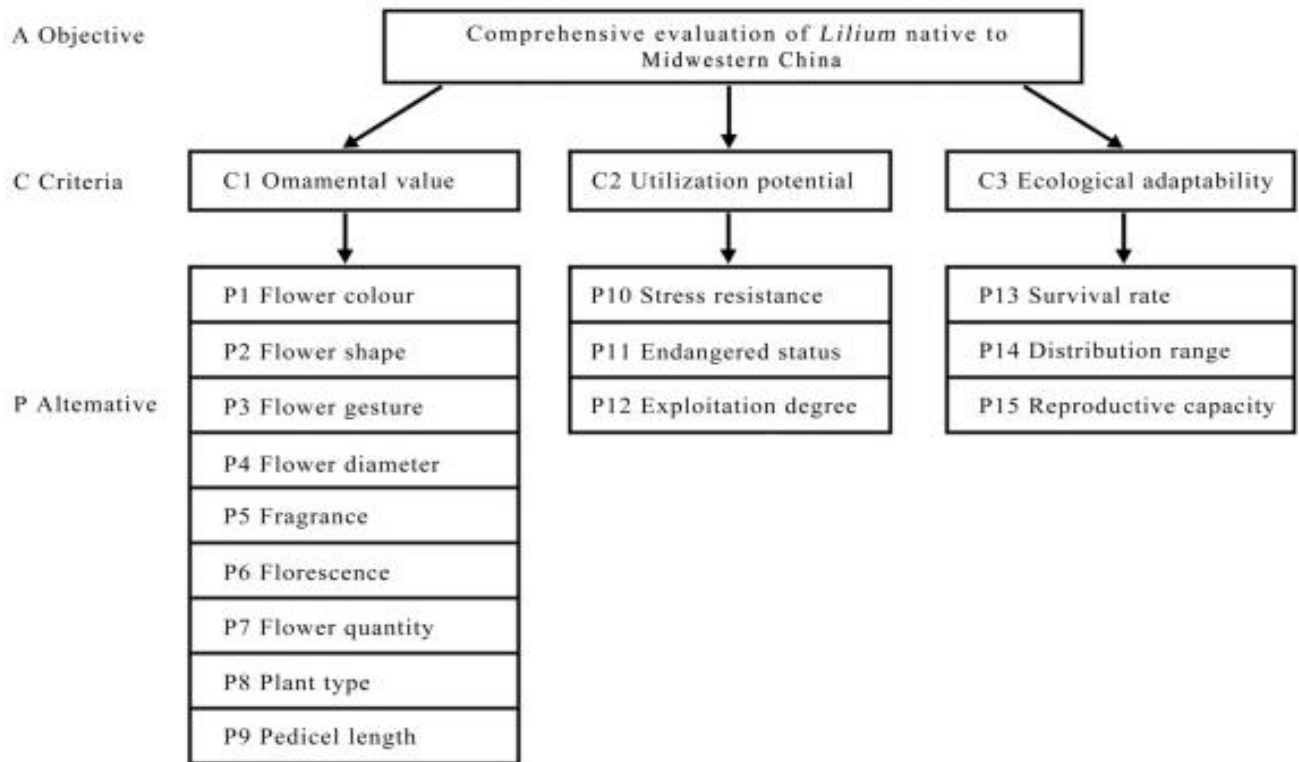 A Objective
Comprehensive evaluation of Lilium native to
Midwestern China
C Criteria
C1 Omamental value
C2 Utilization potential
C3 Ecological adaptability
P Altemative
P1 Flower colour
P2 Flower shape
P3 Flower gesture
P4 Flower diameter
P5 Fragrance
P6 Florescence
P7 Flower quantity
P8 Plant type
P9 Pedicel length
P10 Stress resistance
P11 Endangered status
P12 Exploitation degree
P13 Survival rate
P14 Distribution range
P15 Reproductive capacity